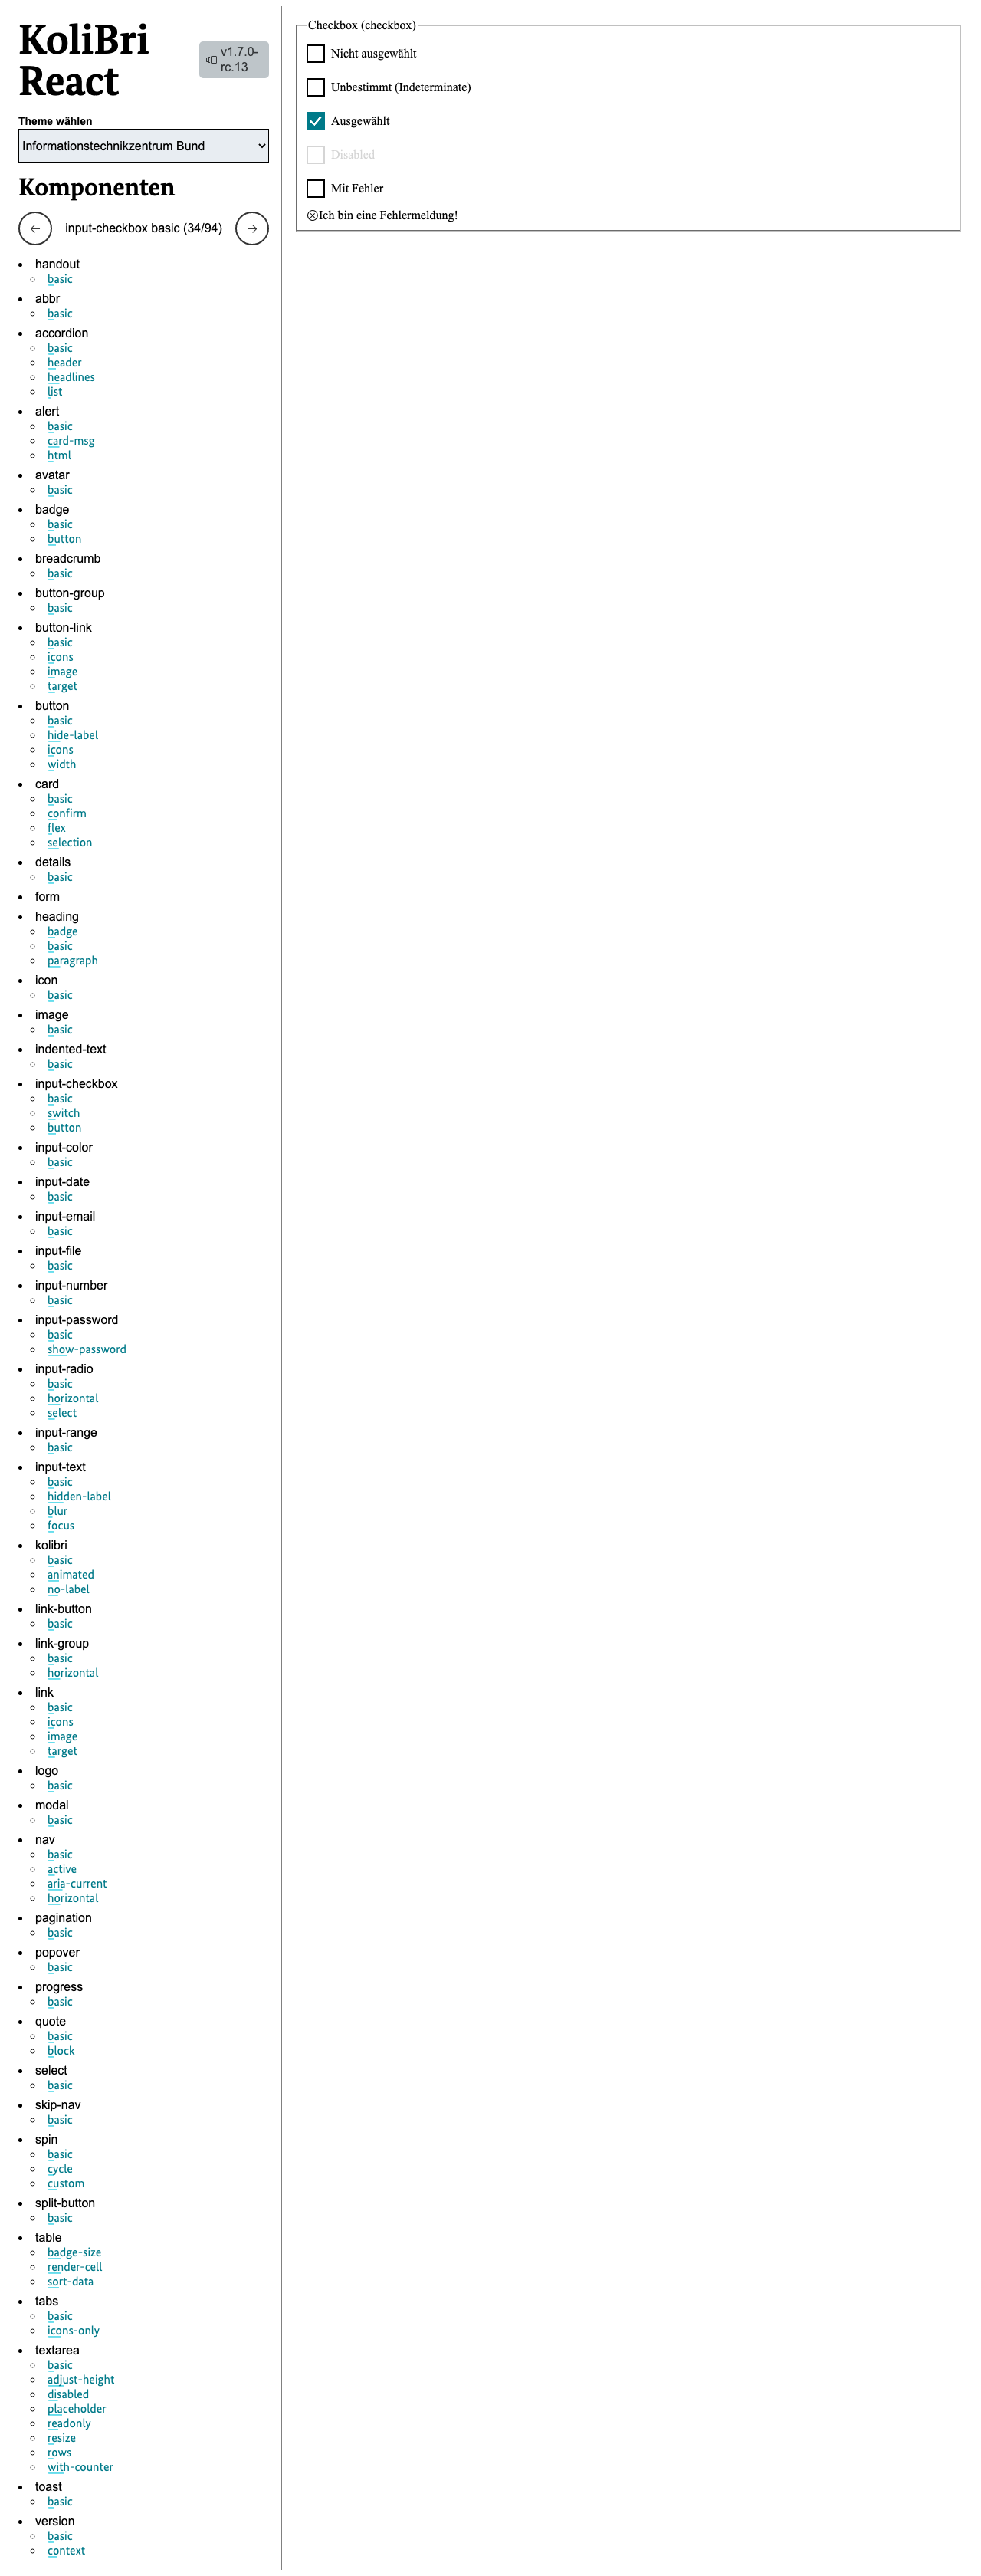 KoliBri
React
v1.7.0-
rc.13
Theme wählen
Informationstechnikzentrum Bund
Komponenten
input-checkbox basic (34/94)
handout
basic
abbr
basic
accordion
basic
header
headlines
list
alert
basic
card-msg
html
avatar
basic
badge
basic
button
breadcrumb
basic
button-group
basic
button-link
basic
icons
image
target
button
basic
hide-label
icons
width
card
basic
confirm
flex
selection
details
basic
form
heading
badge
basic
paragraph
icon
basic
image
basic
indented-text
basic
input-checkbox
basic
switch
button
input-color
basic
input-date
basic
input-email
basic
input-file
basic
input-number
basic
input-password
basic
show-password
input-radio
basic
horizontal
select
input-range
basic
input-text
basic
hidden-label
blur
focus
kolibri
basic
animated
no-label
link-button
basic
link-group
basic
horizontal
link
basic
icons
image
target
logo
basic
modal
basic
nav
basic
active
aria-current
horizontal
pagination
basic
popover
basic
progress
basic
quote
basic
block
select
basic
skip-nav
basic
spin
basic
cycle
custom
split-button
basic
table
badge-size
render-cell
sort-data
tabs
basic
icons-only
textarea
basic
adjust-height
disabled
placeholder
readonly
resize
rows
with-counter
toast
basic
version
basic
context
Checkbox (checkbox)
Nicht ausgewählt
Unbestimmt (Indeterminate)
Ausgewählt
Disabled
Mit Fehler
Ich bin eine Fehlermeldung!